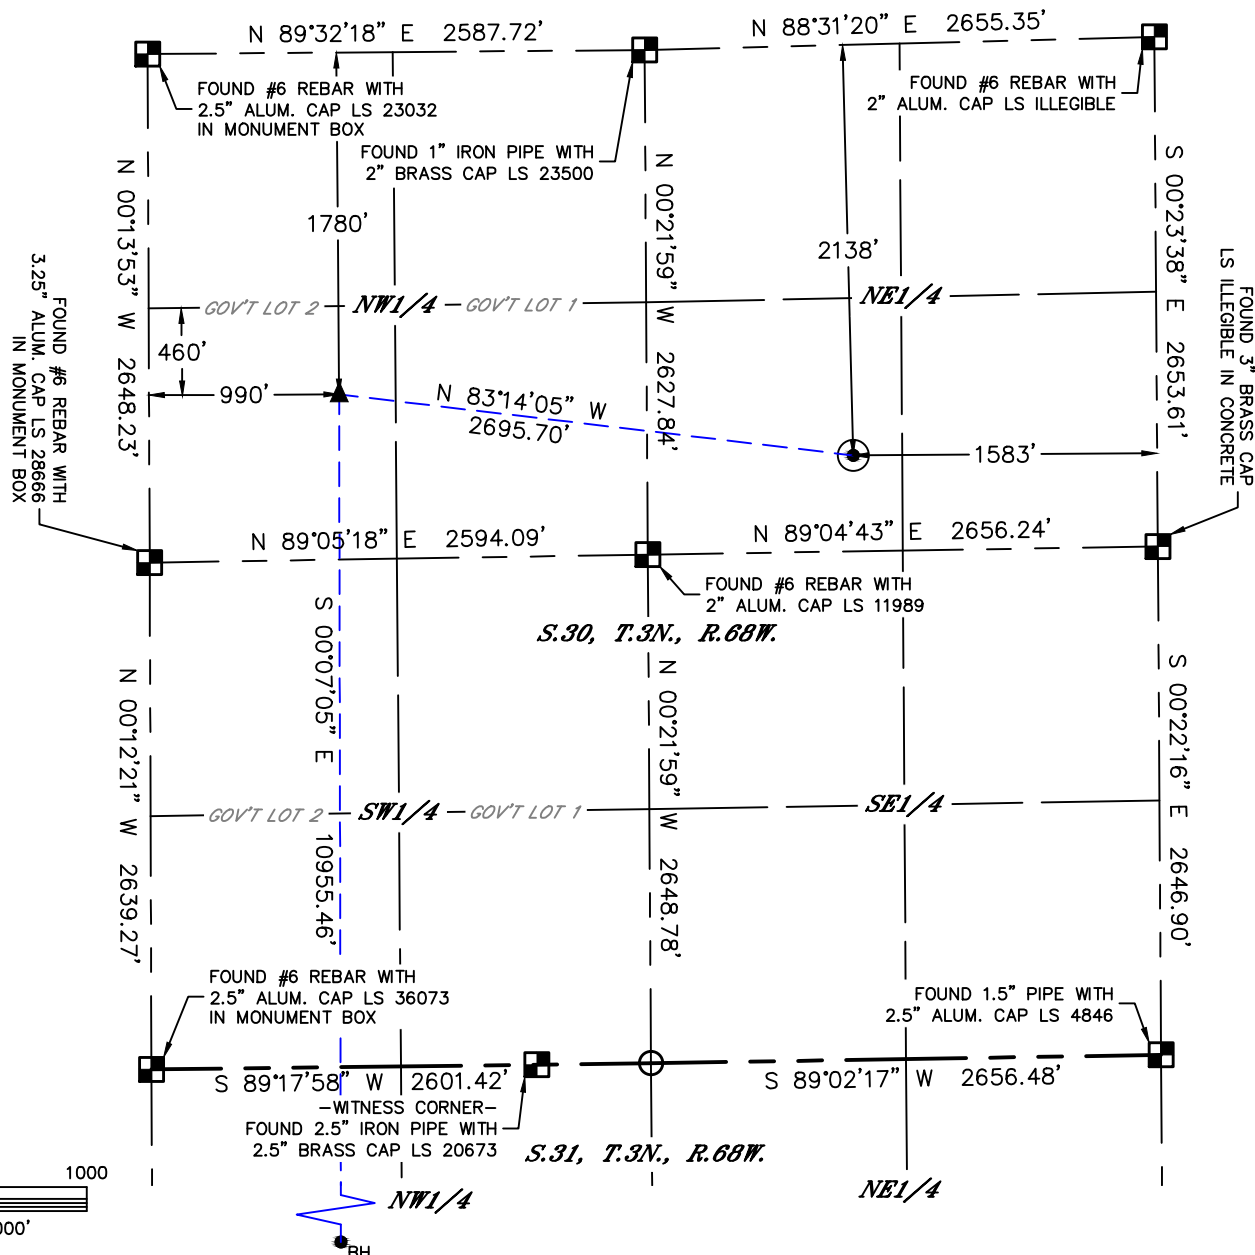 N 89°32'18" E 2587.72'
N 88°31'20" E 2655.35'
FOUND #6 REBAR WITH
2.5" ALUM. CAP LS 23032
IN MONUMENT BOX
FOUND #6 REBAR WITH
2" ALUM. CAP LS ILLEGIBLE
FOUND 1" IRON PIPE WITH
2" BRASS CAP LS 23500
N 00°13'53" W 2648.23'
N 00°21'59" W 2627.84'
S 00°23'38" E 2653.61'
1780'
2138'
FOUND 3" BRASS CAP
LS ILLEGIBLE IN CONCRETE
GOV'T LOT 2
NW1/4
GOV'T LOT 1
NE1/4
460'
990'
FOUND #6 REBAR WITH
3.25" ALUM. CAP LS 28666
IN MONUMENT BOX
N 83°14'05" W
2695.70'
1583'
N 89°05'18" E 2594.09'
N 89°04'43" E 2656.24'
FOUND #6 REBAR WITH
2" ALUM. CAP LS 11989
S.30, T.3N., R.68W.
N 00°12'21" W 2639.27'
S 00°07'05" E 10955.46'
N 00°21'59" W 2648.78'
S 00°22'16" E 2646.90'
GOV'T LOT 2
SW1/4
GOV'T LOT 1
SE1/4
FOUND #6 REBAR WITH
2.5" ALUM. CAP LS 36073
IN MONUMENT BOX
FOUND 1.5" PIPE WITH
2.5" ALUM. CAP LS 4846
S 89°17'58" W 2601.42'
S 89°02'17" W 2656.48'
-WITNESS CORNER-
FOUND 2.5" IRON PIPE WITH
2.5" BRASS CAP LS 20673
S.31, T.3N., R.68W.
1000
NW1/4
NE1/4
00'
BH